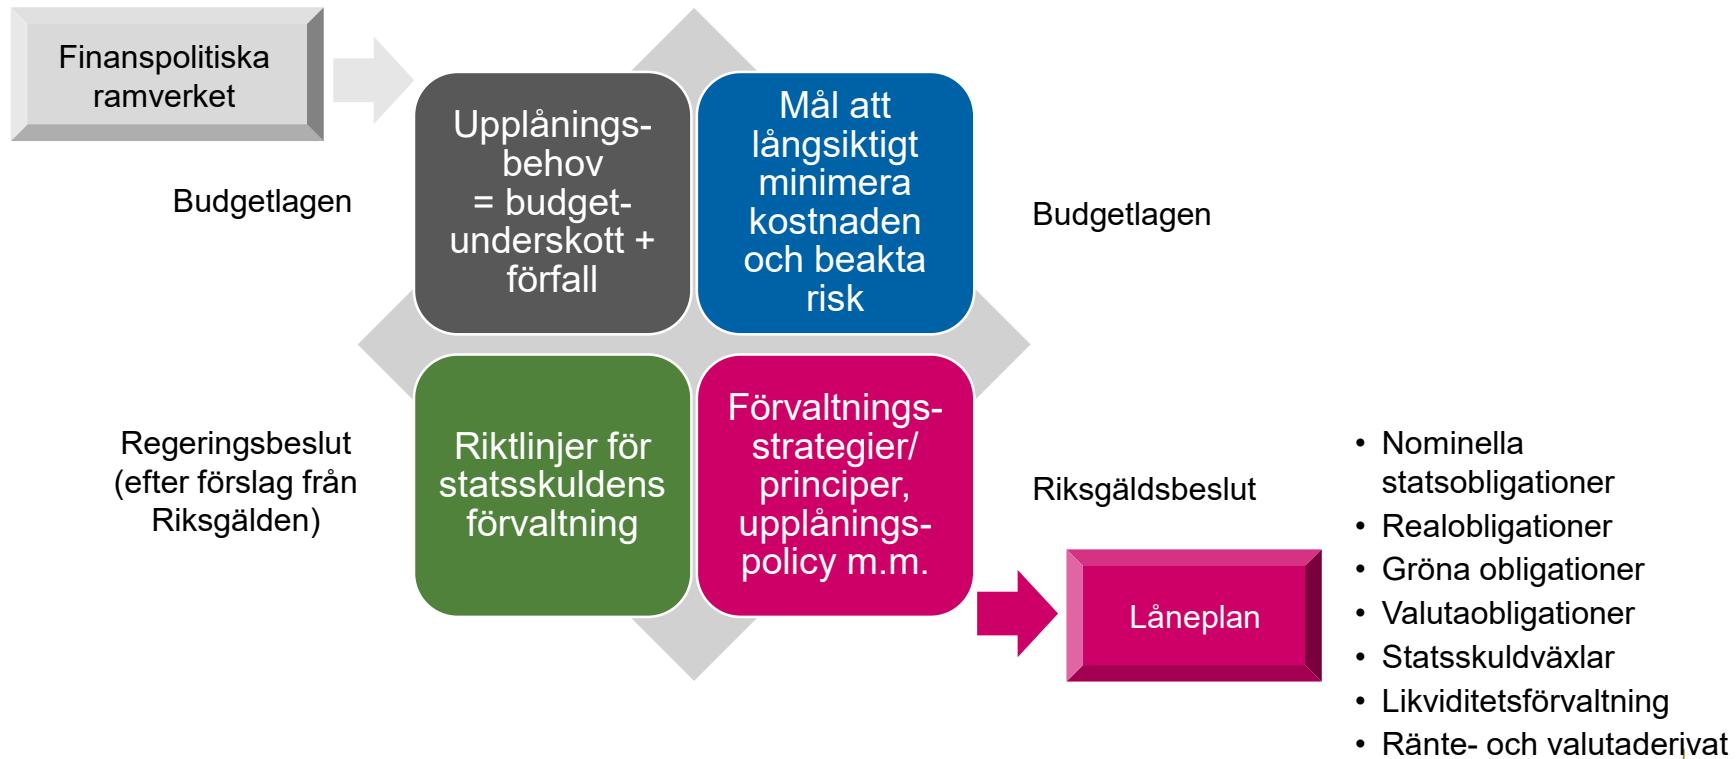 Finanspolitiska
ramverket
Upplånings-
behov
= budget-
underskott +
förfall
Mål att
långsiktigt
minimera
kostnaden
och beakta
risk
Budgetlagen
Budgetlagen
Regeringsbeslut
(efter förslag från
Riksgälden)
Riktlinjer för
statsskuldens
förvaltning
Förvaltnings-
strategier/
principer,
upplånings-
policy m.m.
Riksgäldsbeslut
Låneplan
• Nominella
statsobligationer
• Realobligationer
• Gröna obligationer
• Valutaobligationer
• Statsskuldväxlar
• Likviditetsförvaltning
• Ränte- och valutaderivat